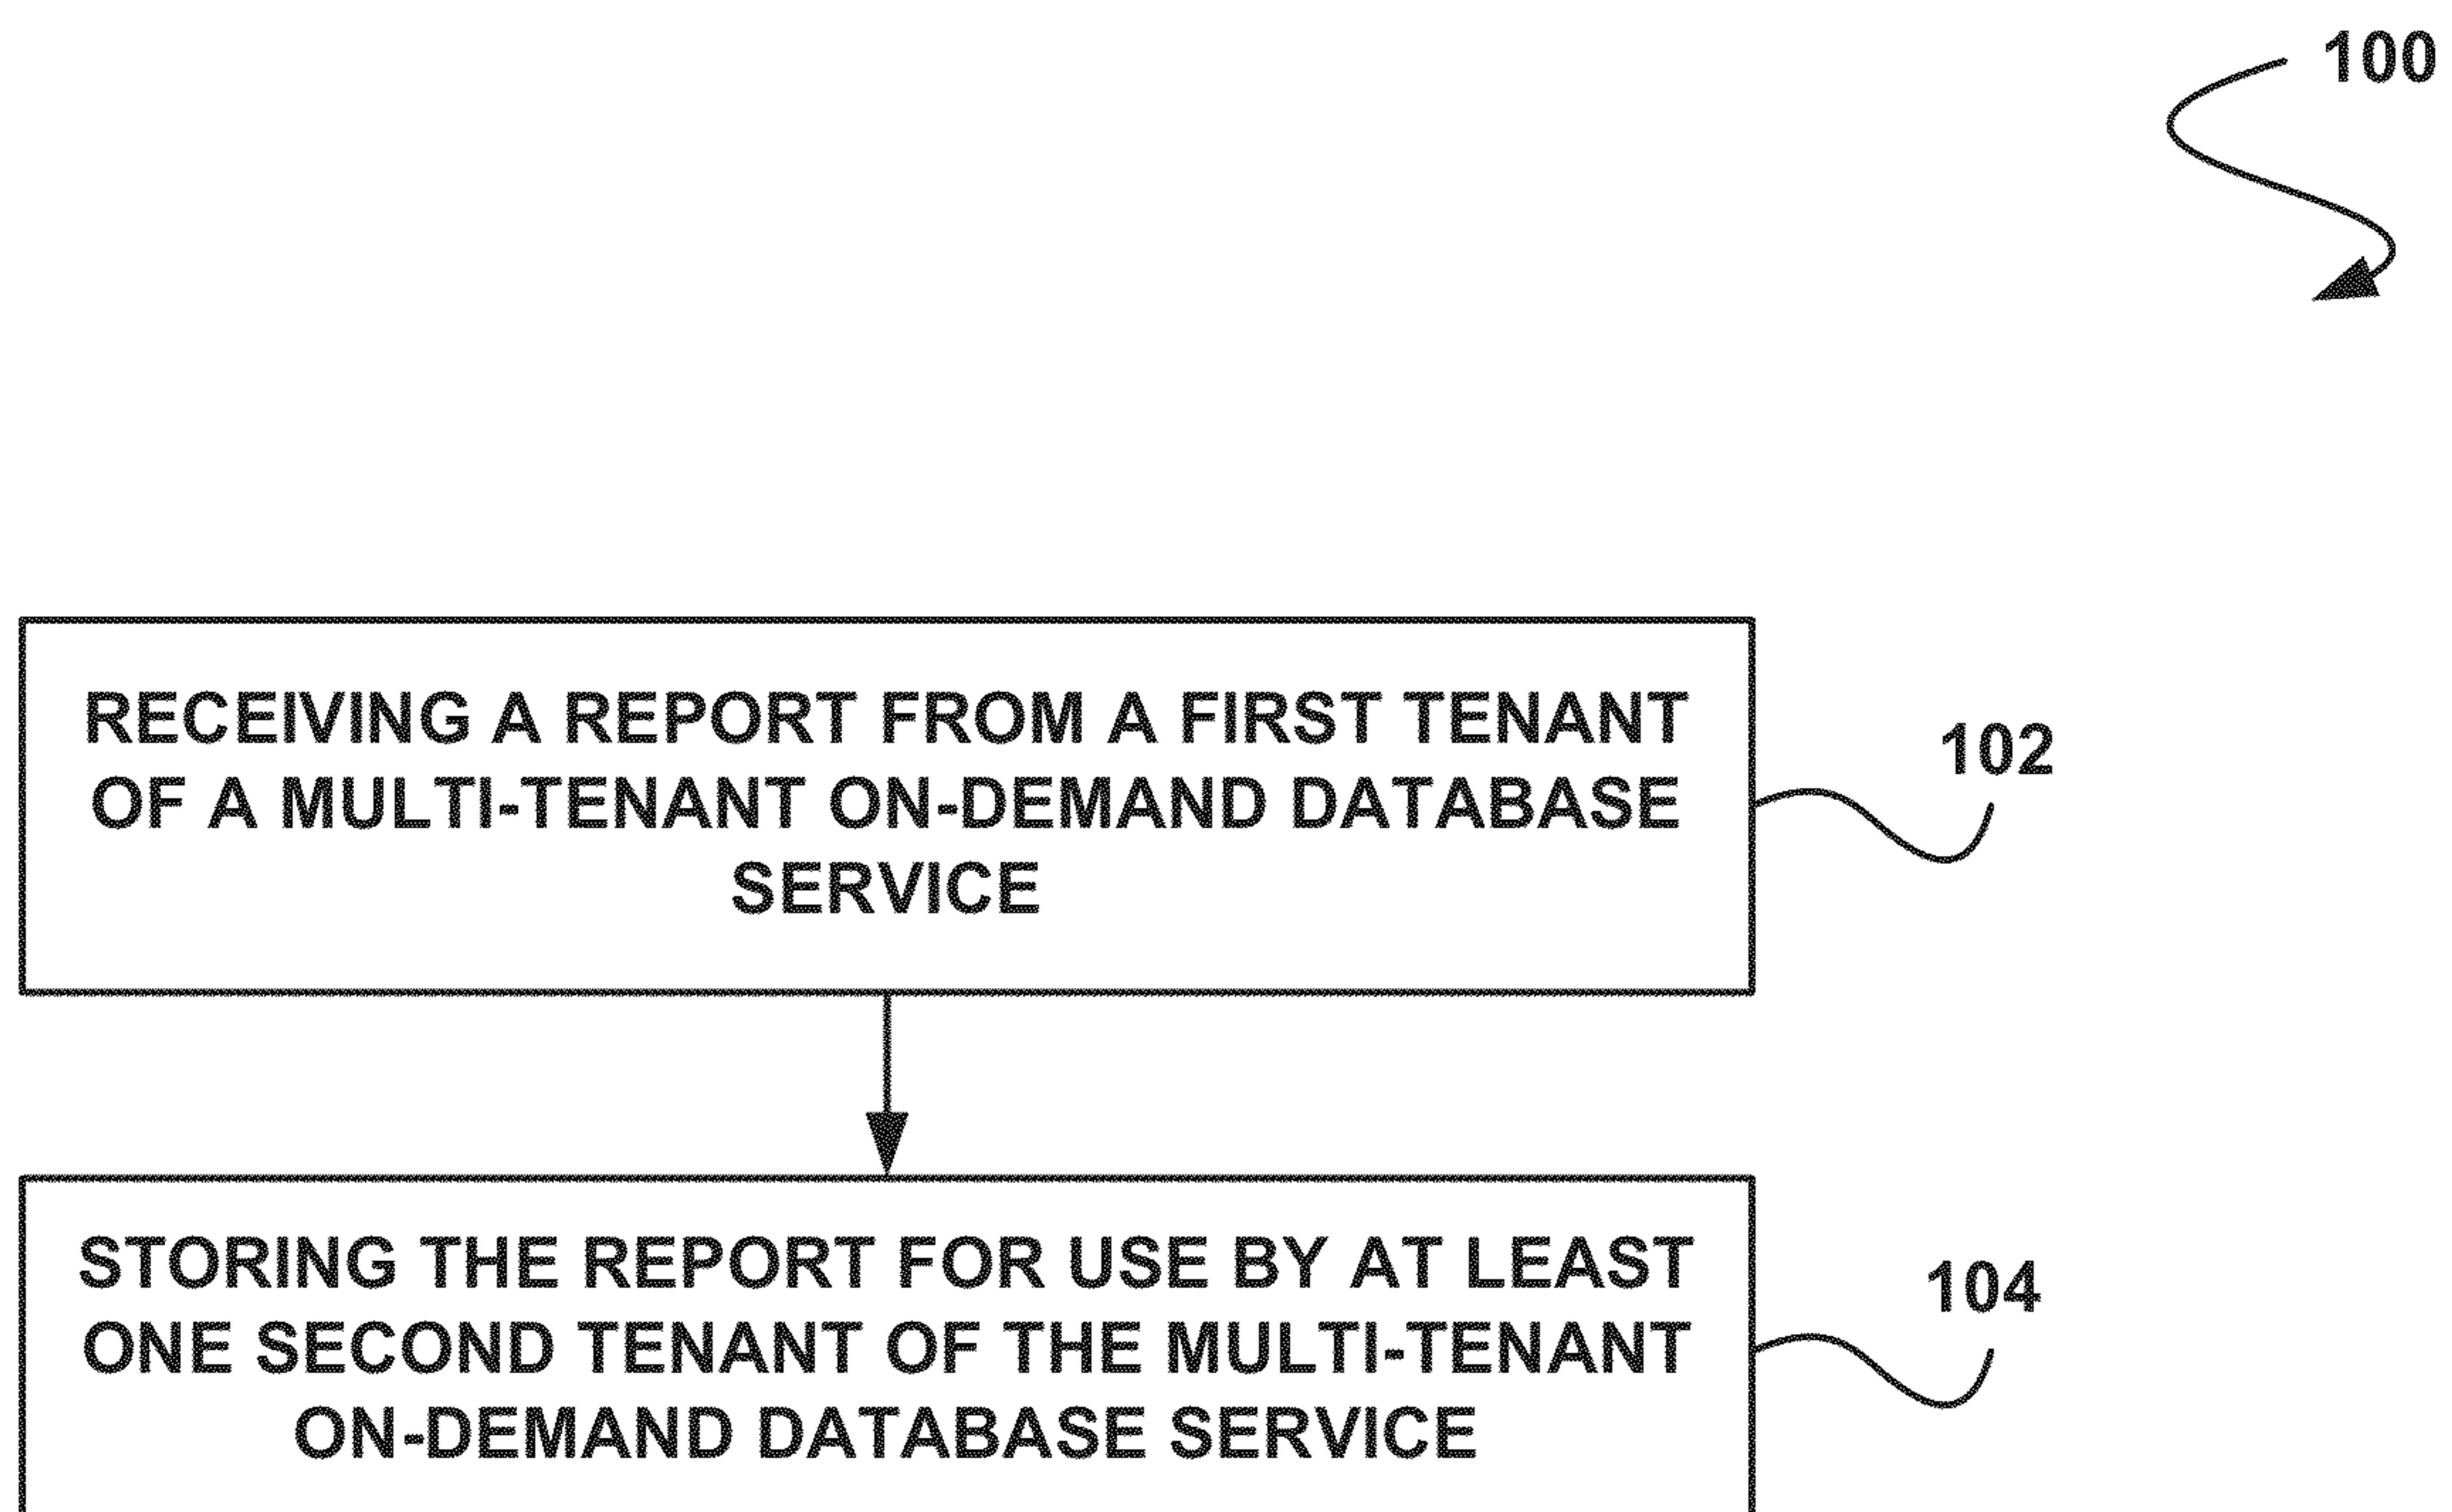 100
RECEIVING A REPORT FROM A FIRST TENANT
OF A MULTI-TENANT ON-DEMAND DATABASE
SERVICE
102
STORING THE REPORT FOR USE BY AT LEAST
ONE SECOND TENANT OF THE MULTI-TENANT
ON-DEMAND DATABASE SERVICE
104